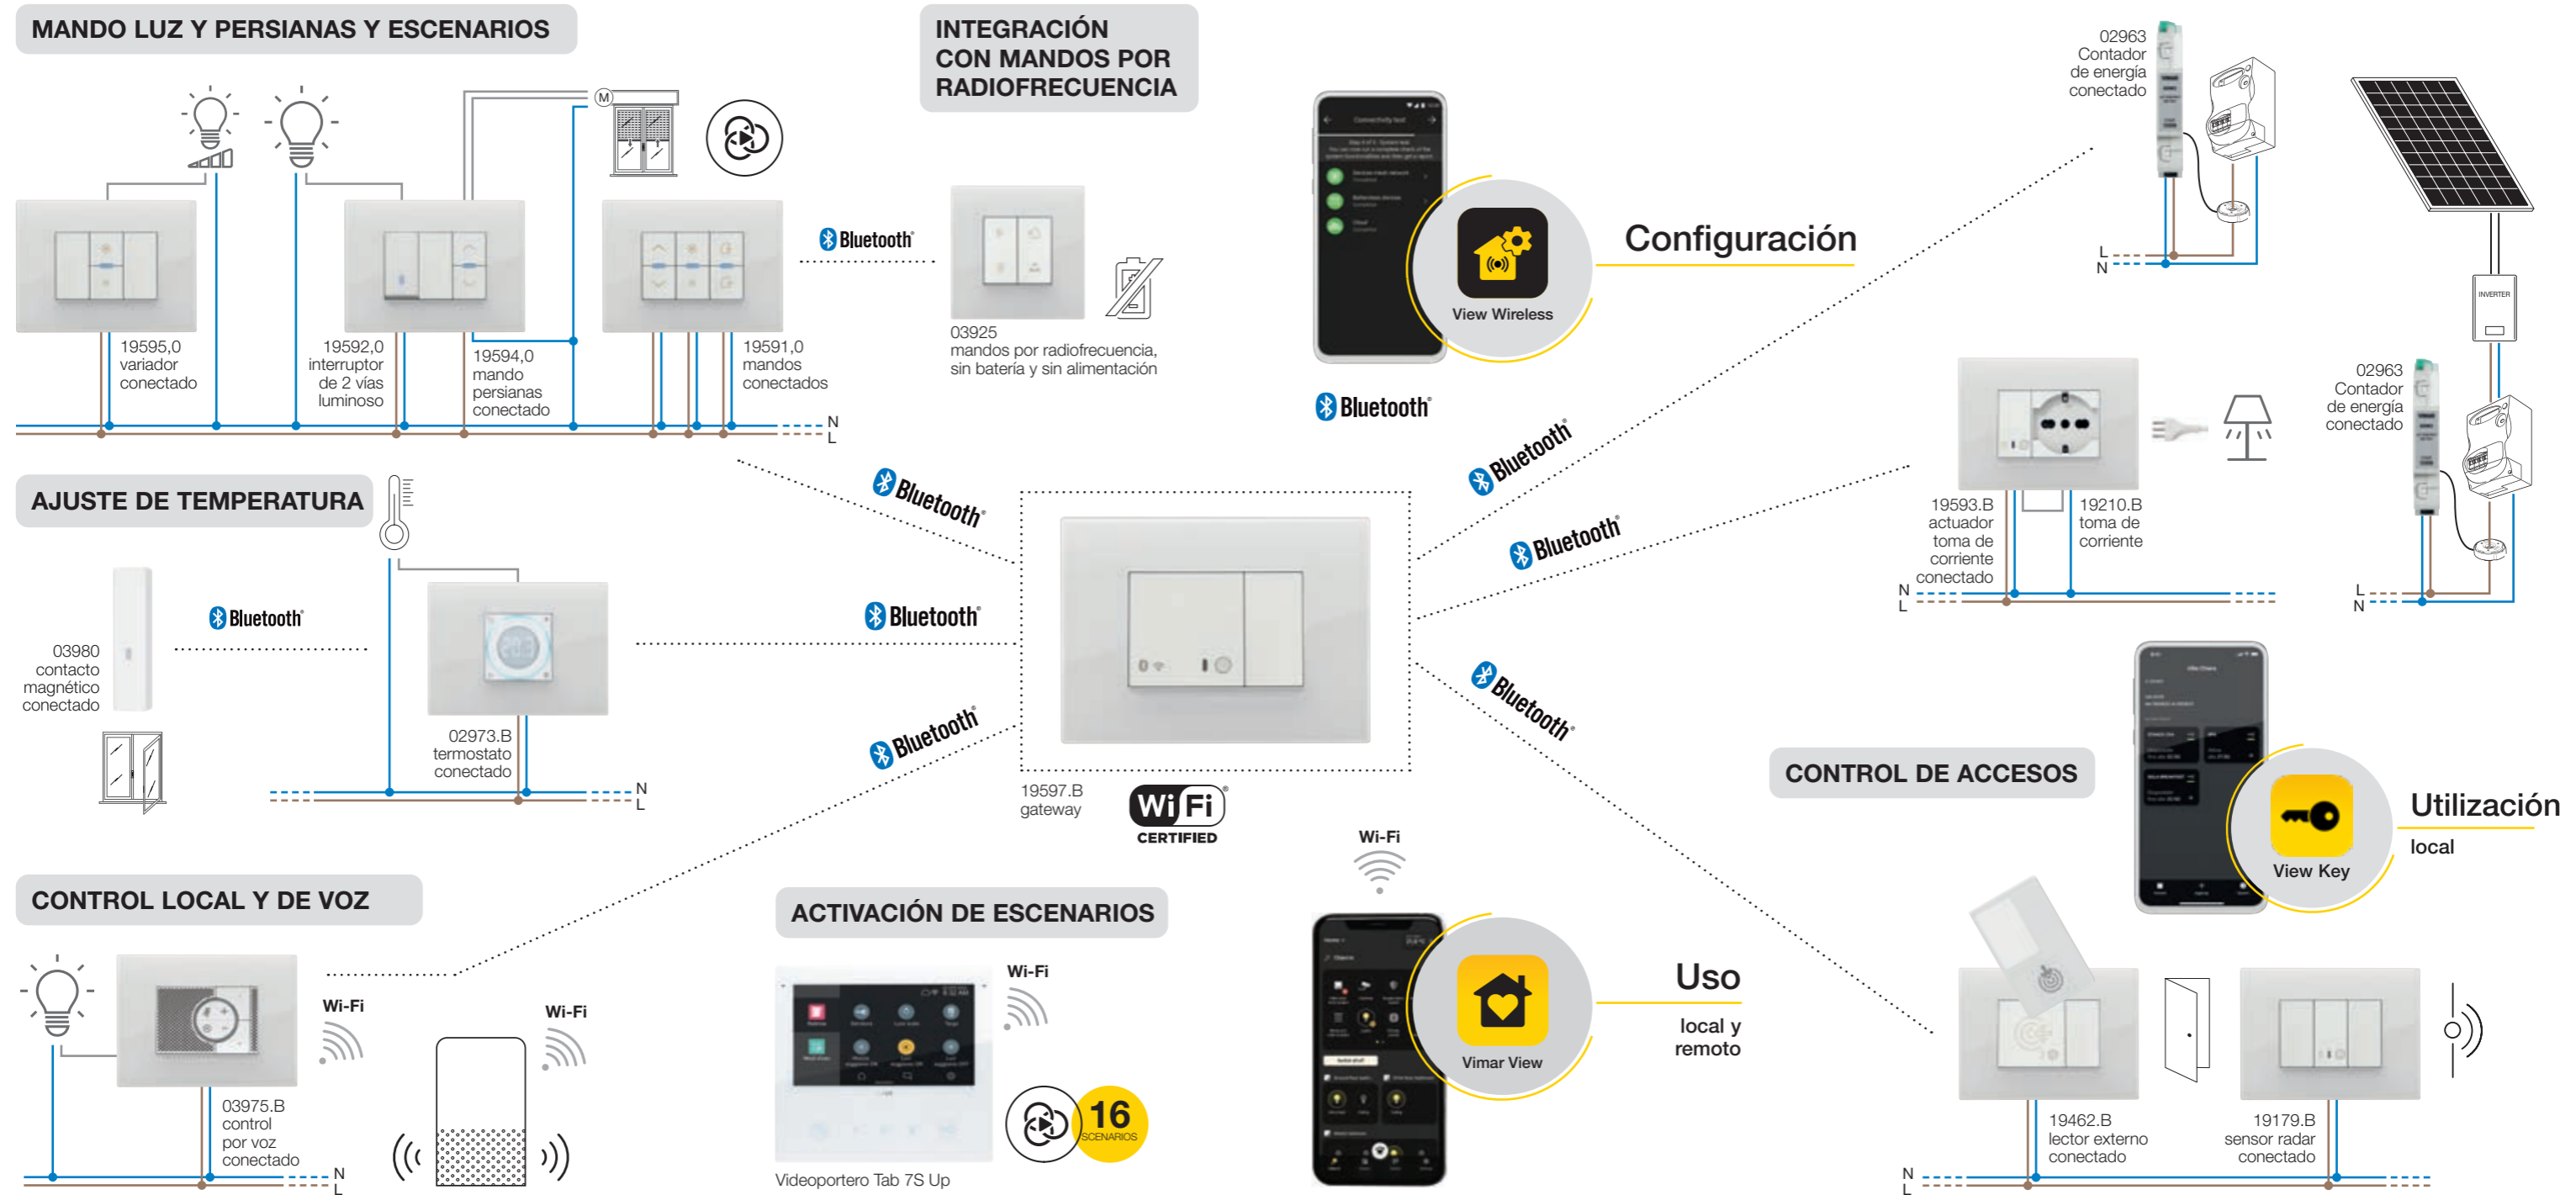 MANDO LUZ Y PERSIANAS Y ESCENARIOS
M
19595,0
variador
conectado
19592,0
interruptor
de 2 vías
luminoso
19594,0
mando
persianas
conectado
19591,0
mandos
conectados
N
L
INTEGRACIÓN
CON MANDOS POR
RADIOFRECUENCIA
Bluetooth®
03925
mandos por radiofrecuencia,
sin batería y sin alimentación
Connectivity test
View Wireless
Configuración
Bluetooth®
02963
Contador
de energía
conectado
L
N
INVERTER
02963
Contador
de energía
conectado
L
N
19593.B
actuador
toma de
corriente
conectado
19210.B
toma de
corriente
N
L
AJUSTE DE TEMPERATURA
03980
contacto
magnético
conectado
Bluetooth®
02973.B
termostato
conectado
N
L
Bluetooth®
Bluetooth®
Bluetooth®
Bluetooth®
Bluetooth®
Bluetooth®
19597.B
gateway
Wi Fi®
CERTIFIED
CONTROL LOCAL Y DE VOZ
Wi-Fi
03975.B
control
por voz
conectado
N
L
Wi-Fi
ACTIVACIÓN DE ESCENARIOS
Wi-Fi
16
SCENARIOS
Videoportero Tab 7S Up
Wi-Fi
Vimar View
Uso
local y
remoto
CONTROL DE ACCESOS
View Key
Utilización
local
19462.B
lector externo
conectado
19179.B
sensor radar
conectado
N
L